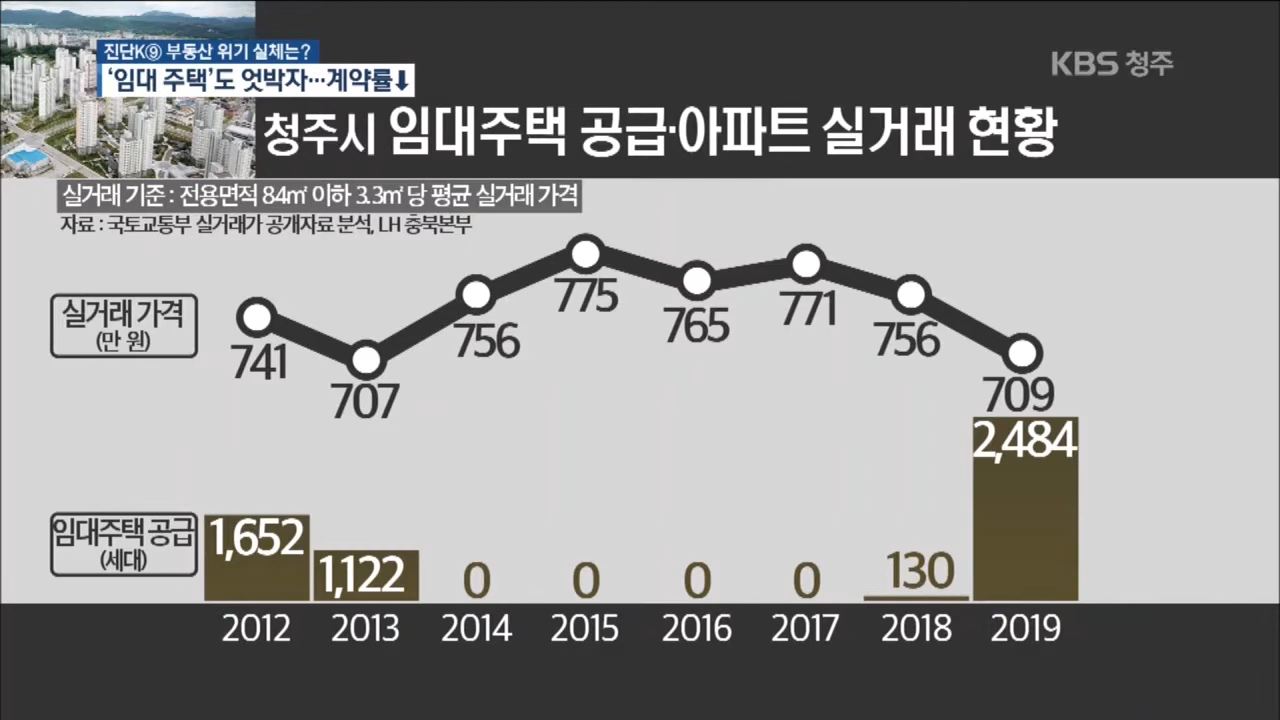 진단K⑨ 부동산 위기 실체는?
‘임대 주택’도 엇박자…계약률↓
KBS 청주
청주시 임대주택 공급·아파트 실거래 현황
실거래 기준 : 전용면적 84㎡ 이하 3.3㎡ 당 평균 실거래 가격
자료 : 국토교통부 실거래가 공개자료 분석, LH 충북본부
실거래 가격
(만 원)
741 707 756 775 765 771 756 709
임대주택 공급
(세대)
1,652 1,122 0 0 0 0 130 2,484
2012 2013 2014 2015 2016 2017 2018 2019